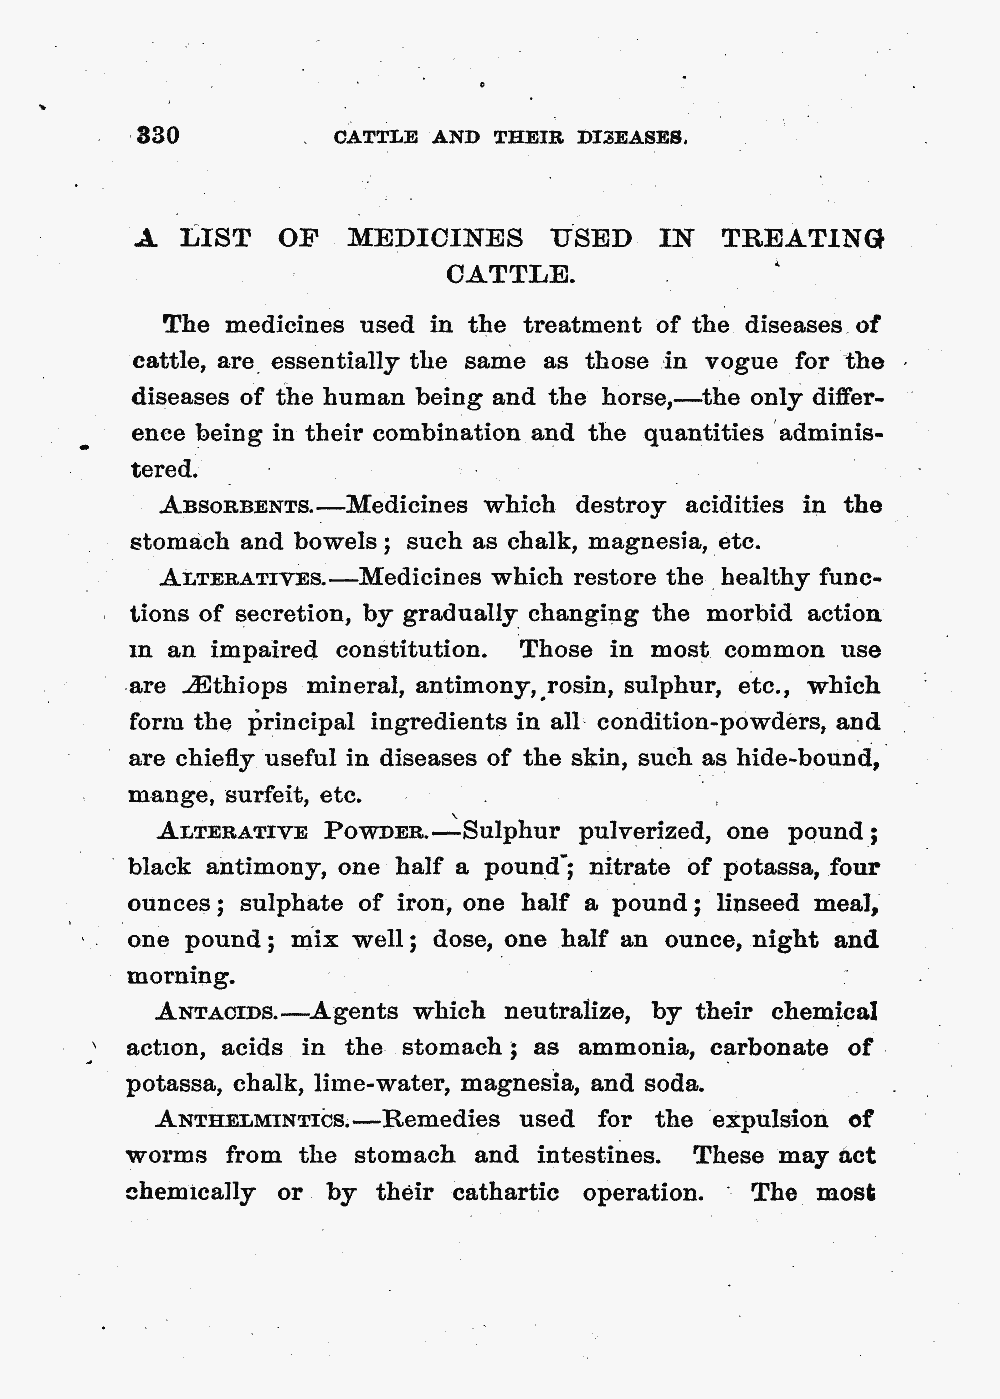 330 CATTLE AND THEIR DISEASES.
A LIST OF MEDICINES USED IN TREATING
CATTLE.
The medicines used in the treatment of the diseases of
cattle, are essentially the same as those in vogue for the
diseases of the human being and the horse,—the only differ-
ence being in their combination and the quantities adminis-
tered.
ABSORBENTS.—Medicines which destroy acidities in the
stomach and bowels; such as chalk, magnesia, etc.
ALTERATIVES.—Medicines which restore the healthy func-
tions of secretion, by gradually changing the morbid action
in an impaired constitution. Those in most common use
are Æthiops mineral, antimony, rosin, sulphur, etc., which
form the principal ingredients in all condition-powders, and
are chiefly useful in diseases of the skin, such as hide-bound,
mange, surfeit, etc.
ALTERATIVE POWDER.—Sulphur pulverized, one pound;
black antimony, one half a pound; nitrate of potassa, four
ounces; sulphate of iron, one half a pound; linseed meal,
one pound; mix well; dose, one half an ounce, night and
morning.
ANTACIDS.—Agents which neutralize, by their chemical
action, acids in the stomach; as ammonia, carbonate of
potassa, chalk, lime-water, magnesia, and soda.
ANTHELMINTICS.—Remedies used for the expulsion of
worms from the stomach and intestines. These may act
chemically or by their cathartic operation. The most